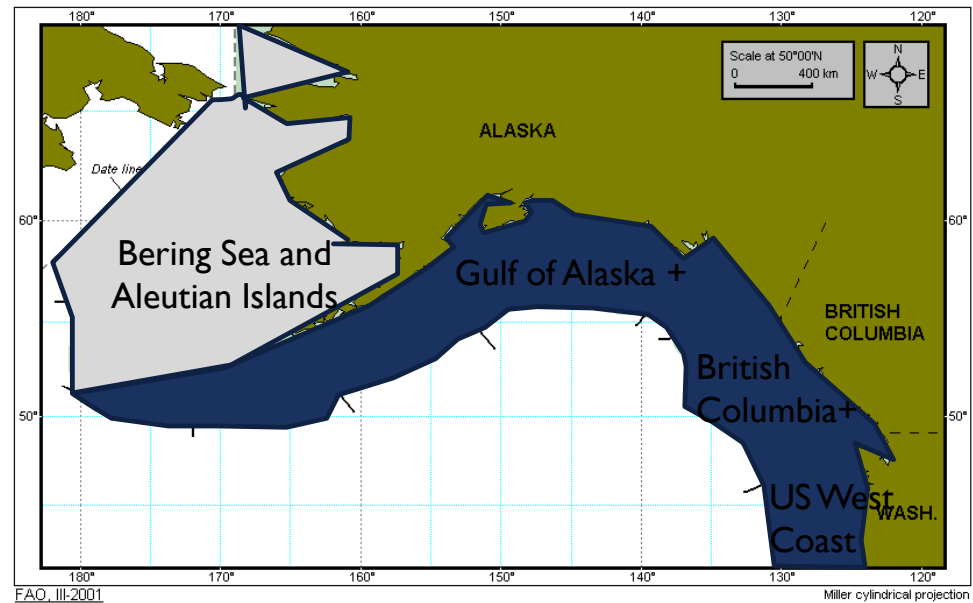 180° 170° 160° 150° 140° 130° 120°
Scale at 50°00'N
0 400 km
N
W E
S
ALASKA
Date line
60° 60°
Bering Sea and
Aleutian Islands
Gulf of Alaska +
BRITISH
COLUMBIA
British
Columbia+
50° 50°
US West
Coast
WASH.
180° 170° 160° 150° 140° 130° 120°
FAO, III-2001
Miller cylindrical projection